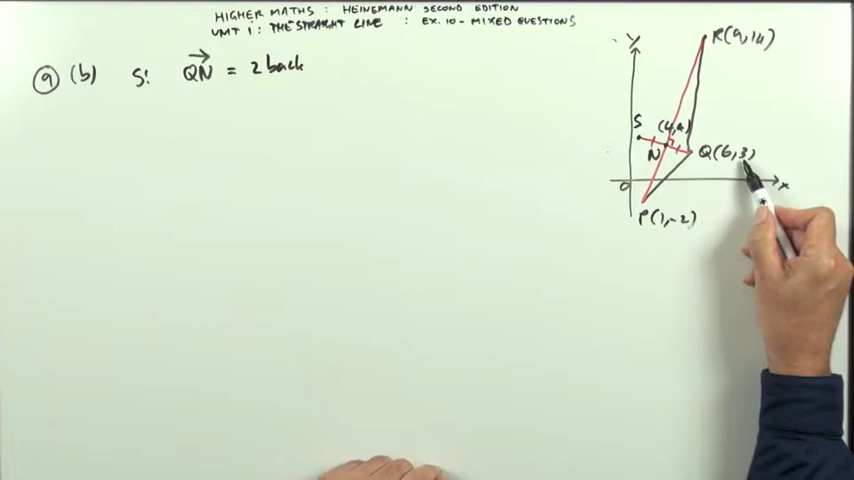 HIGHER MATHS : HEINEMANN SECOND EDITION
UNIT 1 : THE STRAIGHT LINE : EX. 10 - MIXED QUESTIONS
9 (b) S: QN = 2 back
y
R(9,14)
S
(4,4)
N
Q(6,3)
O
x
P(1,-2)